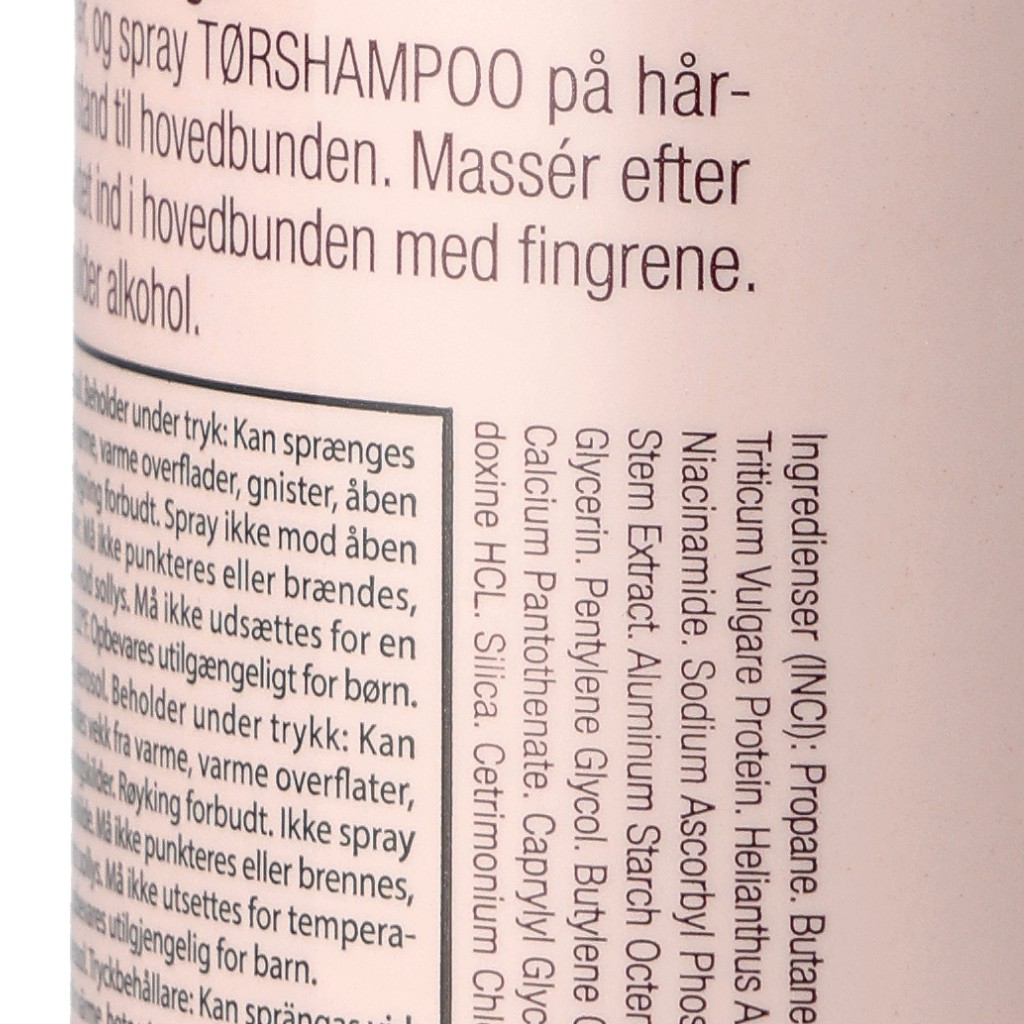 og spray TØRSHAMPOO på hår-
til hovedbunden. Massér efter
ind i hovedbunden med fingrene.
alkohol.
Beholder under tryk: Kan sprænges
varme overflader, gnister, åben
forbudt. Spray ikke mod åben
Må ikke punkteres eller brændes,
sollys. Må ikke udsættes for en
Opbevares utilgængeligt for børn.
Beholder under trykk: Kan
vekk fra varme, varme overflater,
Røyking forbudt. Ikke spray
Må ikke punkteres eller brennes,
Må ikke utsettes for tempera-
utilgjengelig for barn.
Tryckbehållare: Kan sprängas
Ingredienser (INCI): Propane. Butane
Triticum Vulgare Protein. Helianthus A
Niacinamide. Sodium Ascorbyl Phos
Stem Extract. Aluminum Starch Octer
Glycerin. Pentylene Glycol. Butylene
Calcium Pantothenate. Caprylyl Glyc
doxine HCL. Silica. Cetrimonium Chl